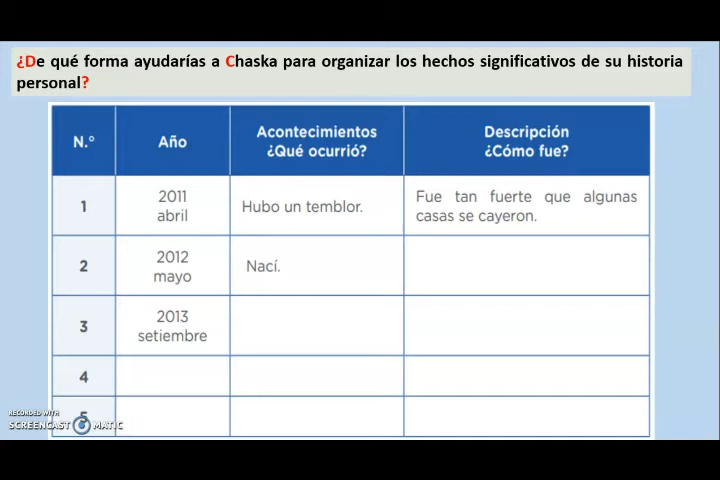 ¿De qué forma ayudarías a Chaska para organizar los hechos significativos de su historia
personal?
N.° Año Acontecimientos ¿Qué ocurrió? Descripción ¿Cómo fue?
1 2011 abril Hubo un temblor. Fue tan fuerte que algunas casas se cayeron.
2 2012 mayo Nací.
3 2013 setiembre
4
5
RECORDED WITH
SCREENCAST MATIC